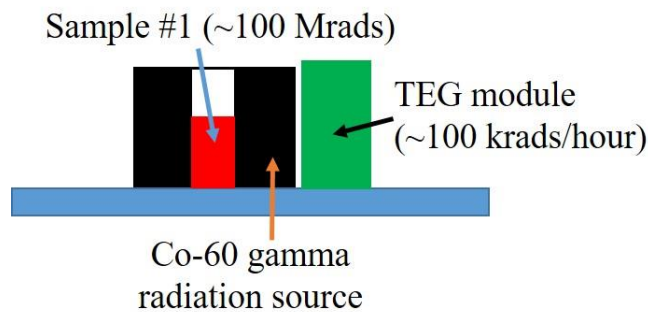 Sample #1 (~100 Mrads)
TEG module
(~100 krads/hour)
Co-60 gamma
radiation source